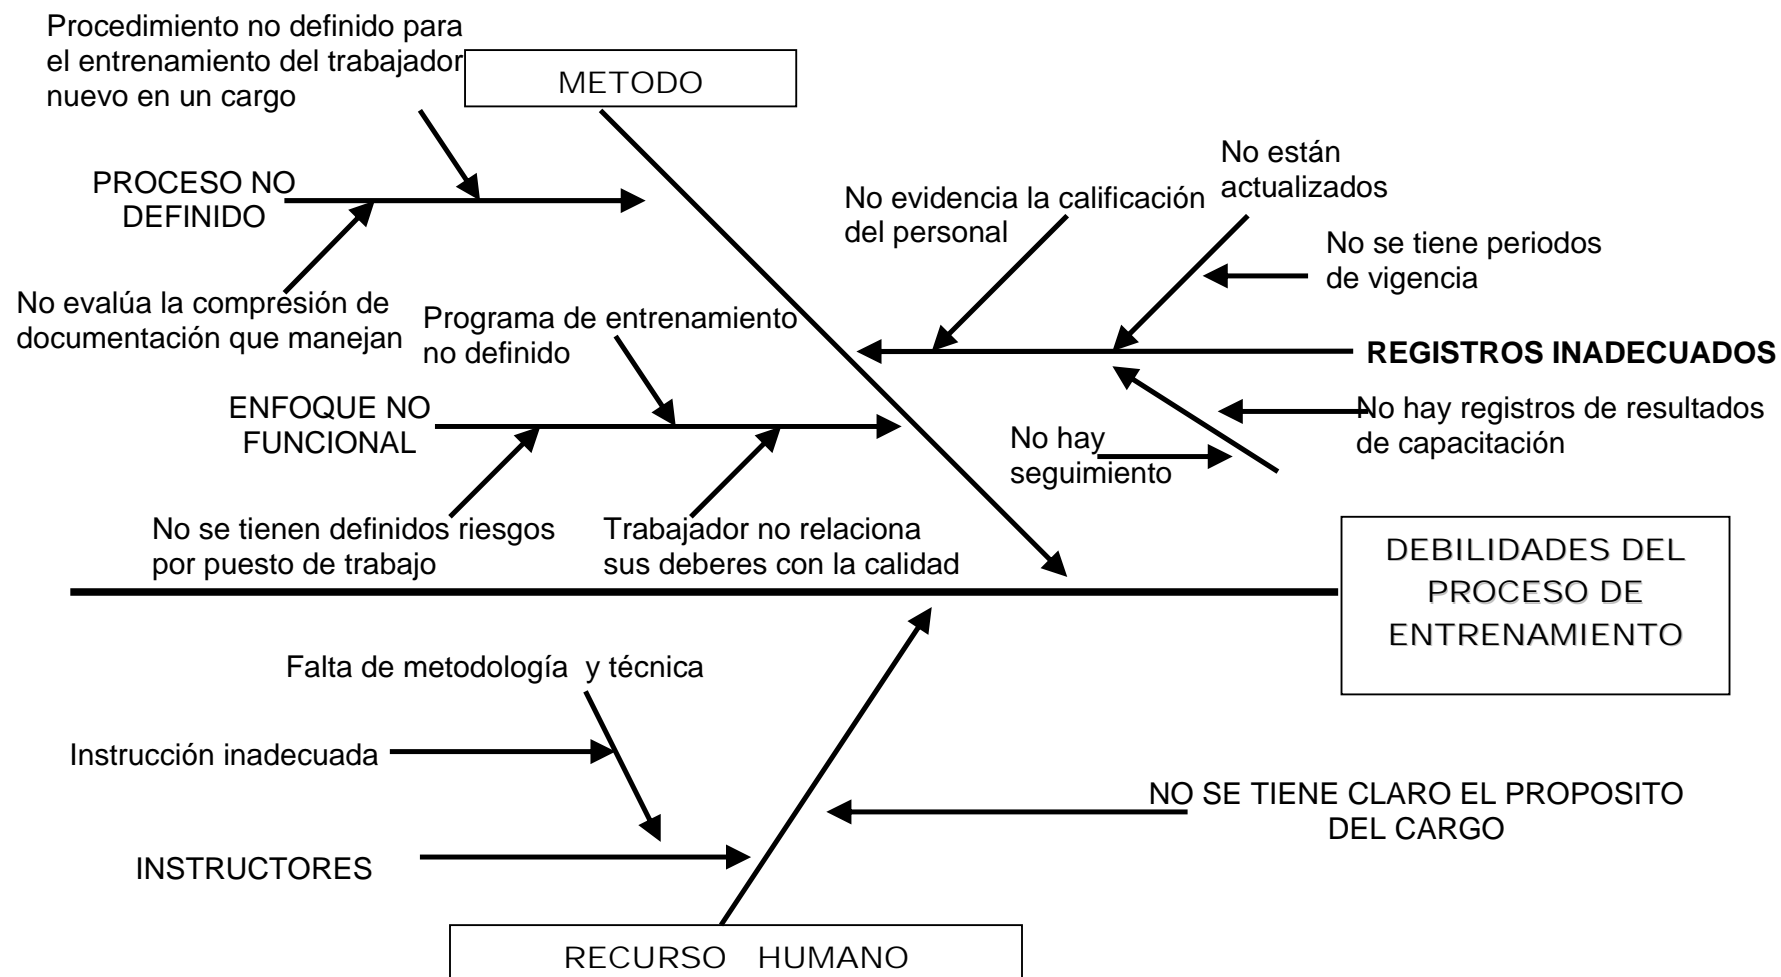 Procedimiento no definido para
el entrenamiento del trabajador
nuevo en un cargo
METODO
PROCESO NO
DEFINIDO
No evalúa la compresión de
documentación que manejan
No evidencia la calificación
del personal
No están
actualizados
No se tiene periodos
de vigencia
REGISTROS INADECUADOS
Programa de entrenamiento
no definido
ENFOQUE NO
FUNCIONAL
No se tienen definidos riesgos
por puesto de trabajo
Trabajador no relaciona
sus deberes con la calidad
No hay
seguimiento
No hay registros de resultados
de capacitación
DEBILIDADES DEL
PROCESO DE
ENTRENAMIENTO
Falta de metodología y técnica
Instrucción inadecuada
INSTRUCTORES
NO SE TIENE CLARO EL PROPOSITO
DEL CARGO
RECURSO HUMANO